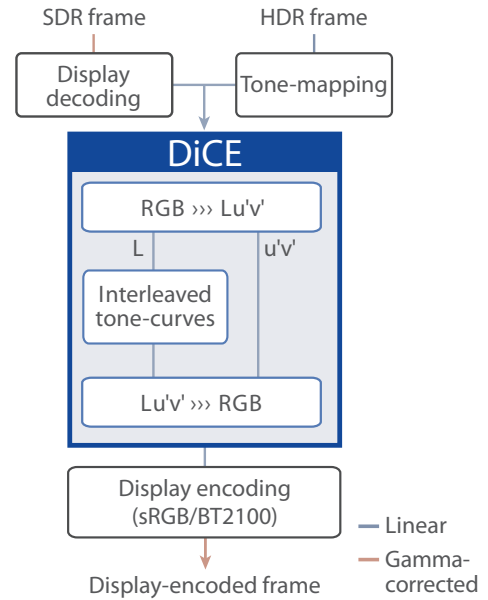 SDR frame
HDR frame
Display
decoding
Tone-mapping
DiCE
RGB ››› Lu'v'
L
u'v'
Interleaved
tone-curves
Lu'v' ››› RGB
Display encoding
(sRGB/BT2100)
Linear
Gamma-
corrected
Display-encoded frame